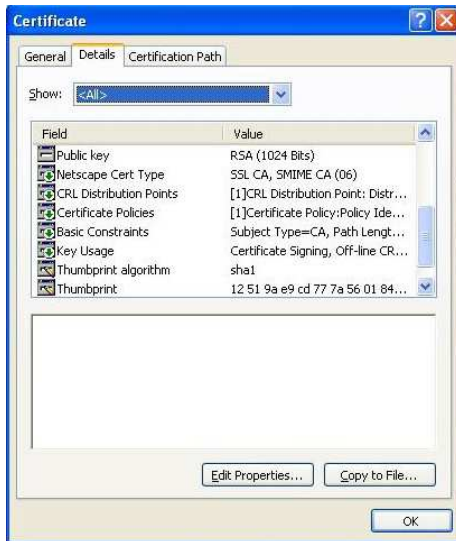 Certificate
General Details Certification Path
Show: <All>
Field Value
Public key RSA (1024 Bits)
Netscape Cert Type SSL CA, SMIME CA (06)
CRL Distribution Points [1]CRL Distribution Point: Distr...
Certificate Policies [1]Certificate Policy:Policy Ide...
Basic Constraints Subject Type=CA, Path Lengt...
Key Usage Certificate Signing, Off-line CR...
Thumbprint algorithm sha1
Thumbprint 12 51 9a e9 cd 77 7a 56 01 84...
Edit Properties... Copy to File...
OK